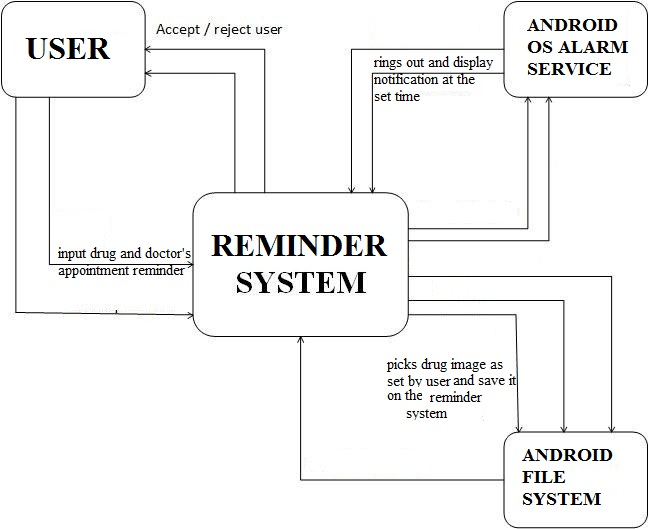 USER
Accept / reject user
ANDROID
OS ALARM
SERVICE
rings out and display
notification at the
set time
REMINDER
SYSTEM
input drug and doctor's
appointment reminder
picks drug image as
set by user and save it
on the reminder
system
ANDROID
FILE
SYSTEM